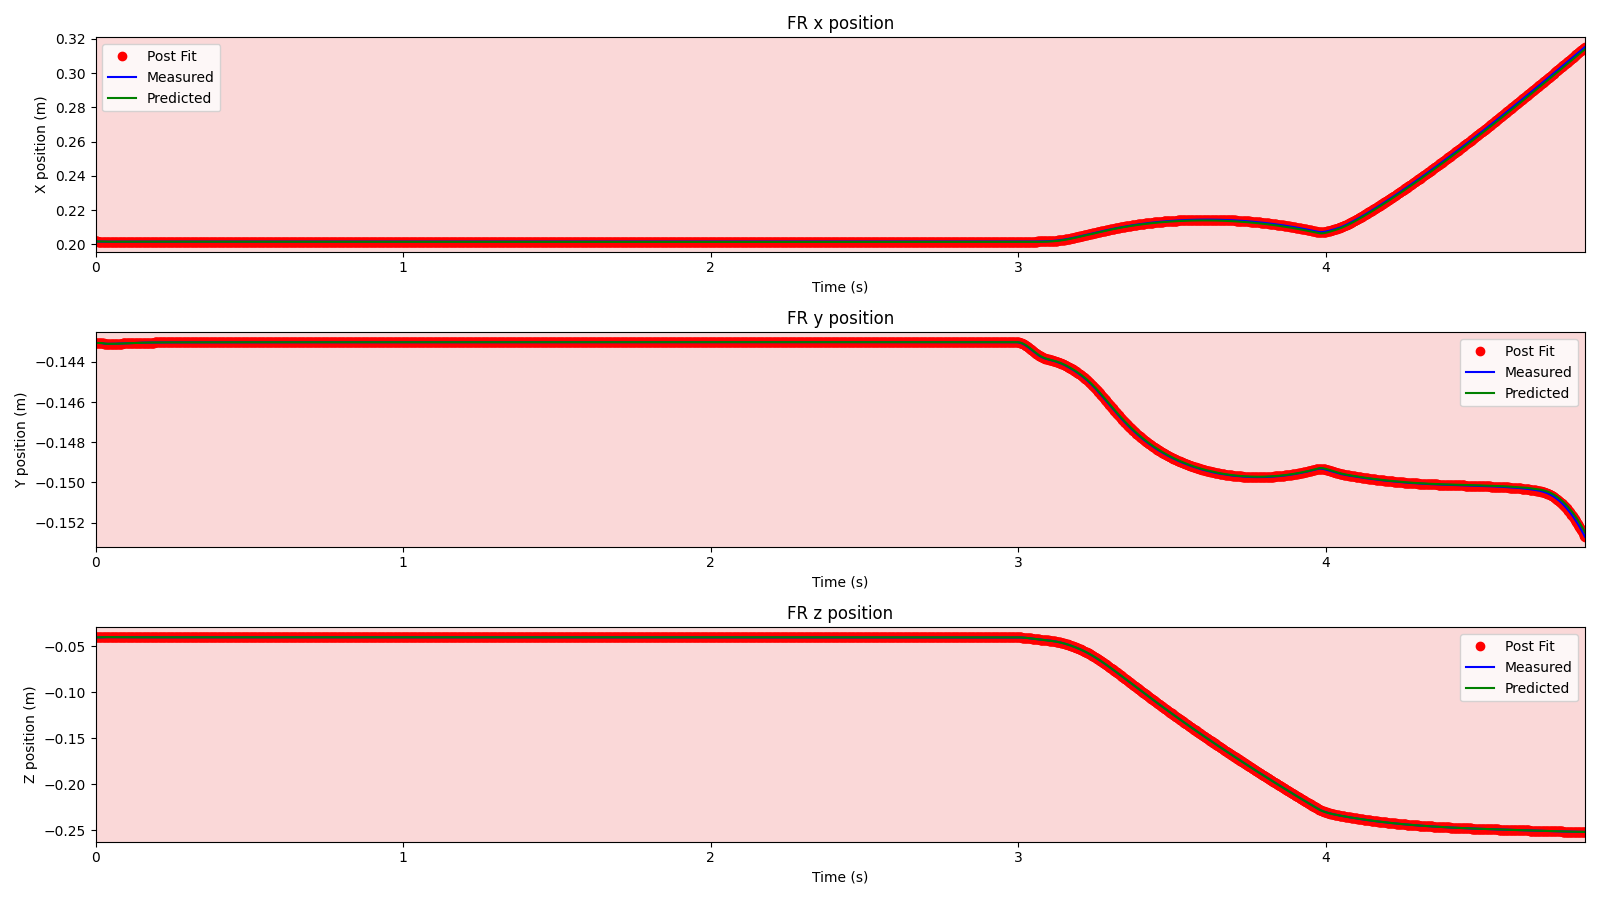 FR x position
0.32
0.30
0.28
0.26
0.24
0.22
0.20
X position (m)
Post Fit
Measured
Predicted
0 1 2 3 4
Time (s)
FR y position
−0.144
−0.146
−0.148
−0.150
−0.152
Y position (m)
Post Fit
Measured
Predicted
0 1 2 3 4
Time (s)
FR z position
−0.05
−0.10
−0.15
−0.20
−0.25
Z position (m)
Post Fit
Measured
Predicted
0 1 2 3 4
Time (s)